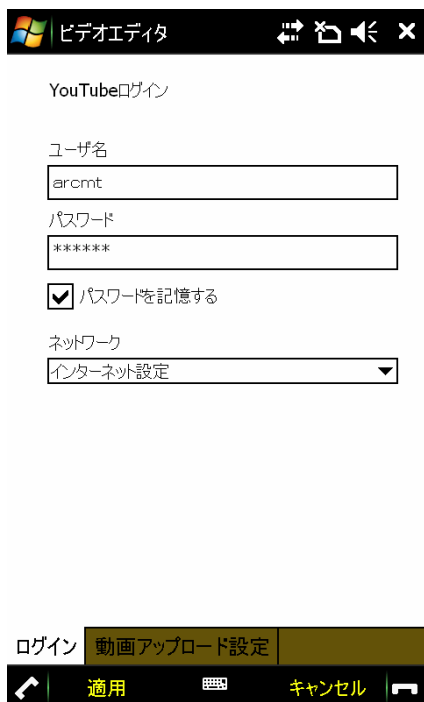 ビデオエディタ
YouTubeログイン
ユーザ名
arcmt
パスワード
******
パスワードを記憶する
ネットワーク
インターネット設定
ログイン 動画アップロード設定
適用 キャンセル